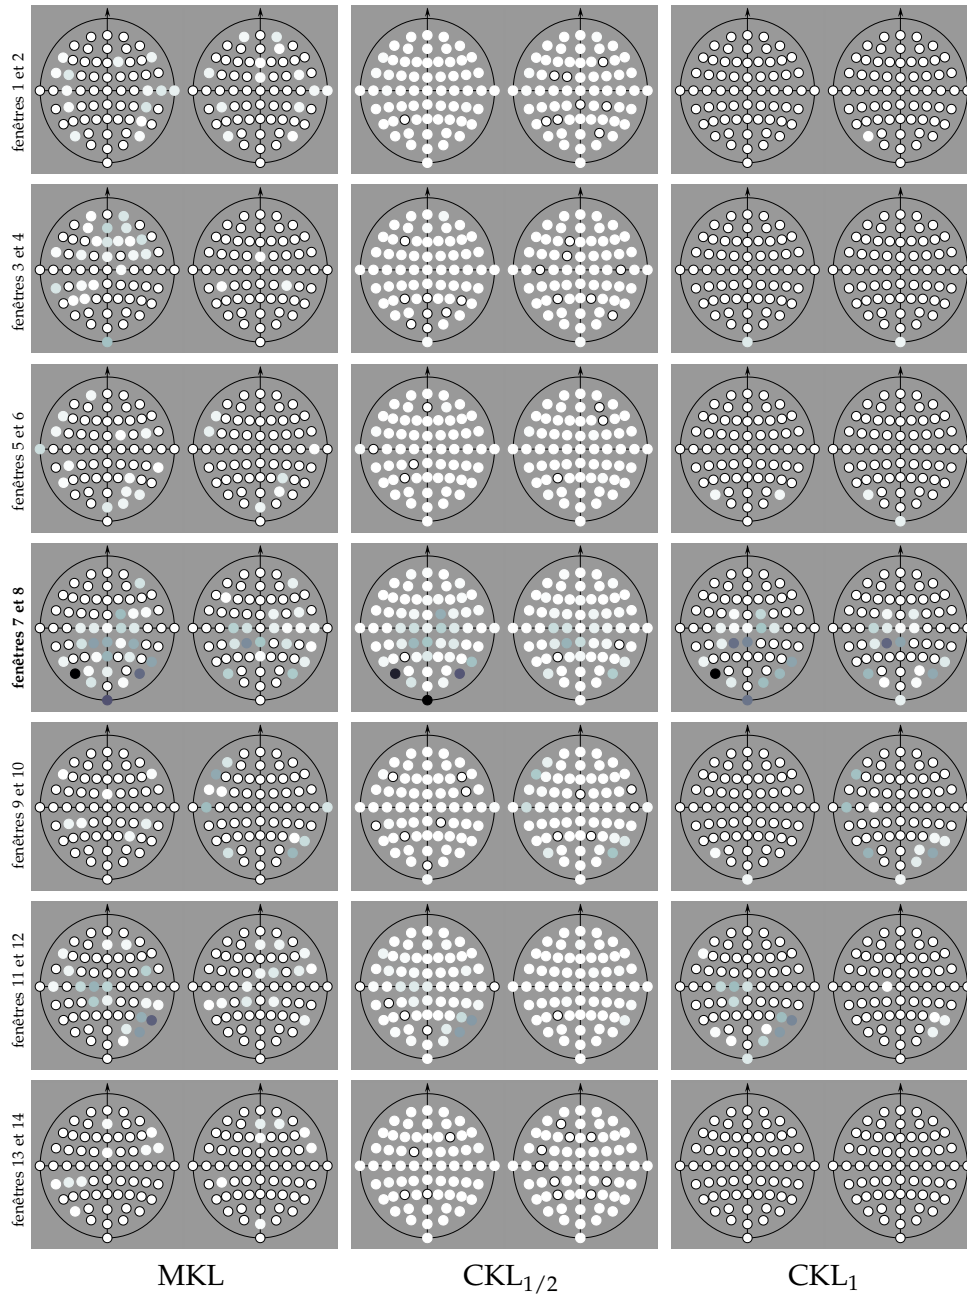 fenêtres 1 et 2
fenêtres 3 et 4
fenêtres 5 et 6
fenêtres 7 et 8
fenêtres 9 et 10
fenêtres 11 et 12
fenêtres 13 et 14
MKL CKL1/2 CKL1